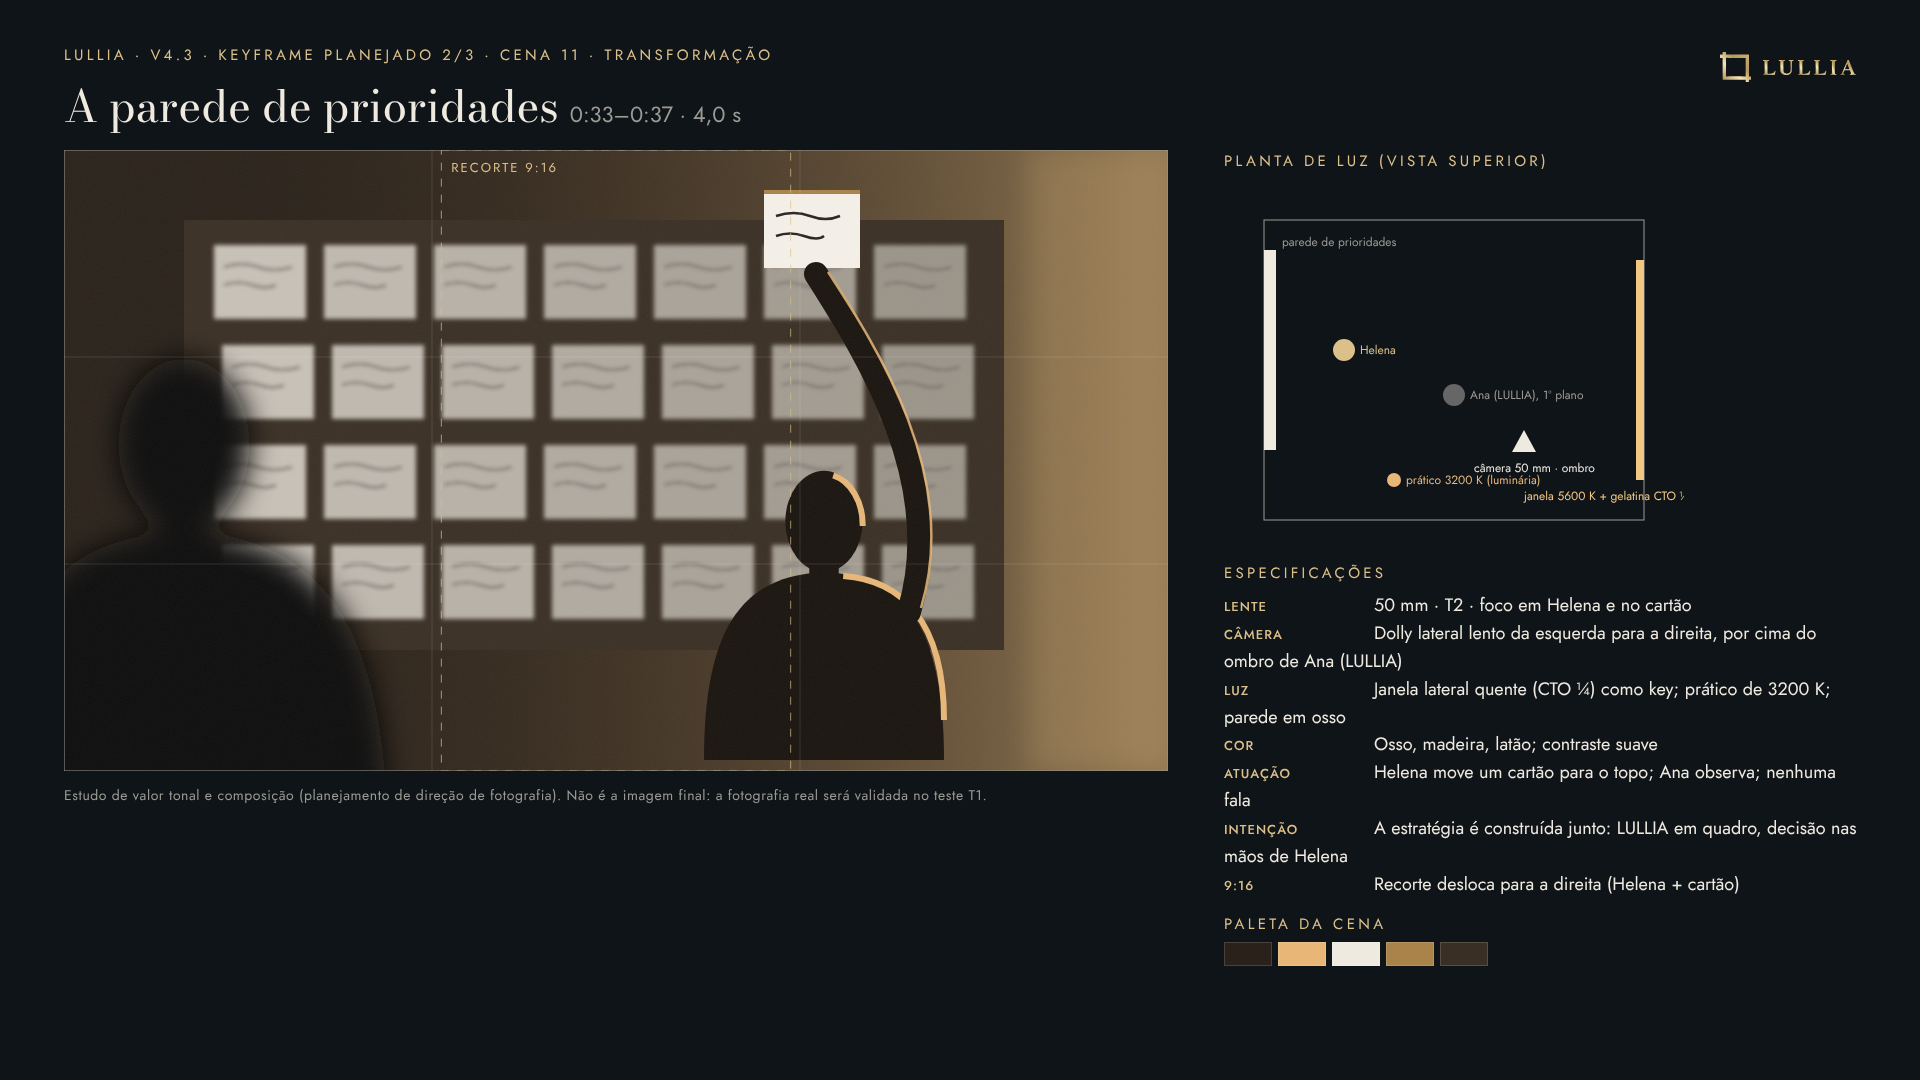 LULLIA · V4.3 · KEYFRAME PLANEJADO 2/3 · CENA 11 · TRANSFORMAÇÃO
LULLIA
A parede de prioridades 0:33–0:37 · 4,0 s
RECORTE 9:16
Estudo de valor tonal e composição (planejamento de direção de fotografia). Não é a imagem final: a fotografia real será validada no teste T1.
PLANTA DE LUZ (VISTA SUPERIOR)
parede de prioridades
Helena
Ana (LULLIA), 1º plano
câmera 50 mm · ombro
prático 3200 K (luminária)
janela 5600 K + gelatina CTO
ESPECIFICAÇÕES
LENTE 50 mm · T2 · foco em Helena e no cartão
CÂMERA Dolly lateral lento da esquerda para a direita, por cima do
ombro de Ana (LULLIA)
LUZ Janela lateral quente (CTO ¼) como key; prático de 3200 K;
parede em osso
COR Osso, madeira, latão; contraste suave
ATUAÇÃO Helena move um cartão para o topo; Ana observa; nenhuma
fala
INTENÇÃO A estratégia é construída junto: LULLIA em quadro, decisão nas
mãos de Helena
9:16 Recorte desloca para a direita (Helena + cartão)
PALETA DA CENA